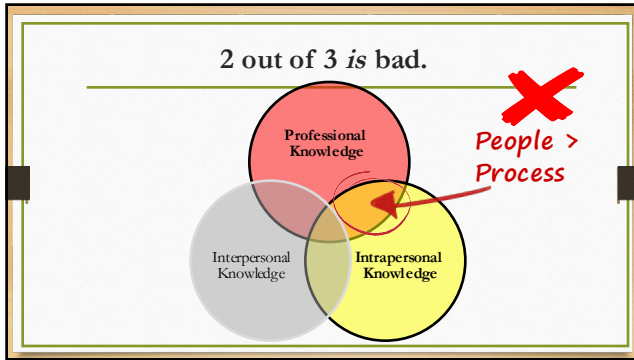 2 out of 3 is bad.
Professional
Knowledge
People >
Process
Interpersonal
Knowledge
Intrapersonal
Knowledge